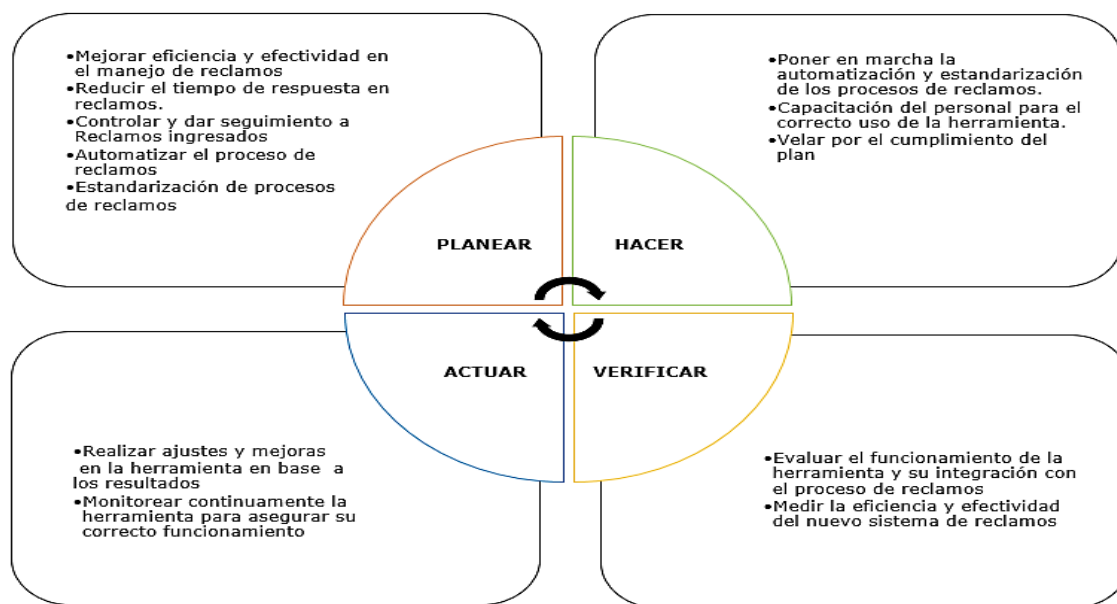 •Mejorar eficiencia y efectividad en
el manejo de reclamos
•Reducir el tiempo de respuesta en
reclamos.
•Controlar y dar seguimiento a
Reclamos ingresados
•Automatizar el proceso de
reclamos
•Estandarización de procesos
de reclamos
•Poner en marcha la
automatización y estandarización
de los procesos de reclamos.
•Capacitación del personal para el
correcto uso de la herramienta.
•Velar por el cumplimiento del
plan
PLANEAR
HACER
ACTUAR
VERIFICAR
•Realizar ajustes y mejoras
en la herramienta en base a
los resultados
•Monitorear continuamente la
herramienta para asegurar su
correcto funcionamiento
•Evaluar el funcionamiento de la
herramienta y su integración con
el proceso de reclamos
•Medir la eficiencia y efectividad
del nuevo sistema de reclamos